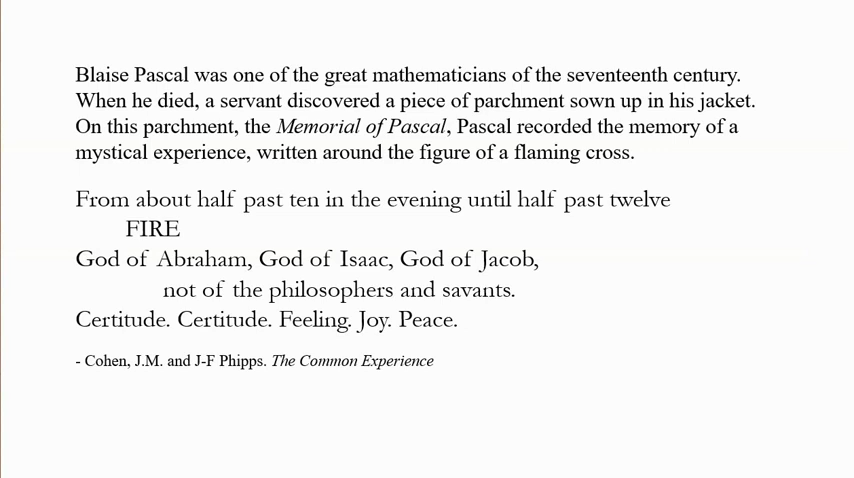 Blaise Pascal was one of the great mathematicians of the seventeenth century.
When he died, a servant discovered a piece of parchment sown up in his jacket.
On this parchment, the Memorial of Pascal, Pascal recorded the memory of a
mystical experience, written around the figure of a flaming cross.
From about half past ten in the evening until half past twelve
FIRE
God of Abraham, God of Isaac, God of Jacob,
not of the philosophers and savants.
Certitude. Certitude. Feeling. Joy. Peace.
- Cohen, J.M. and J-F Phipps. The Common Experience